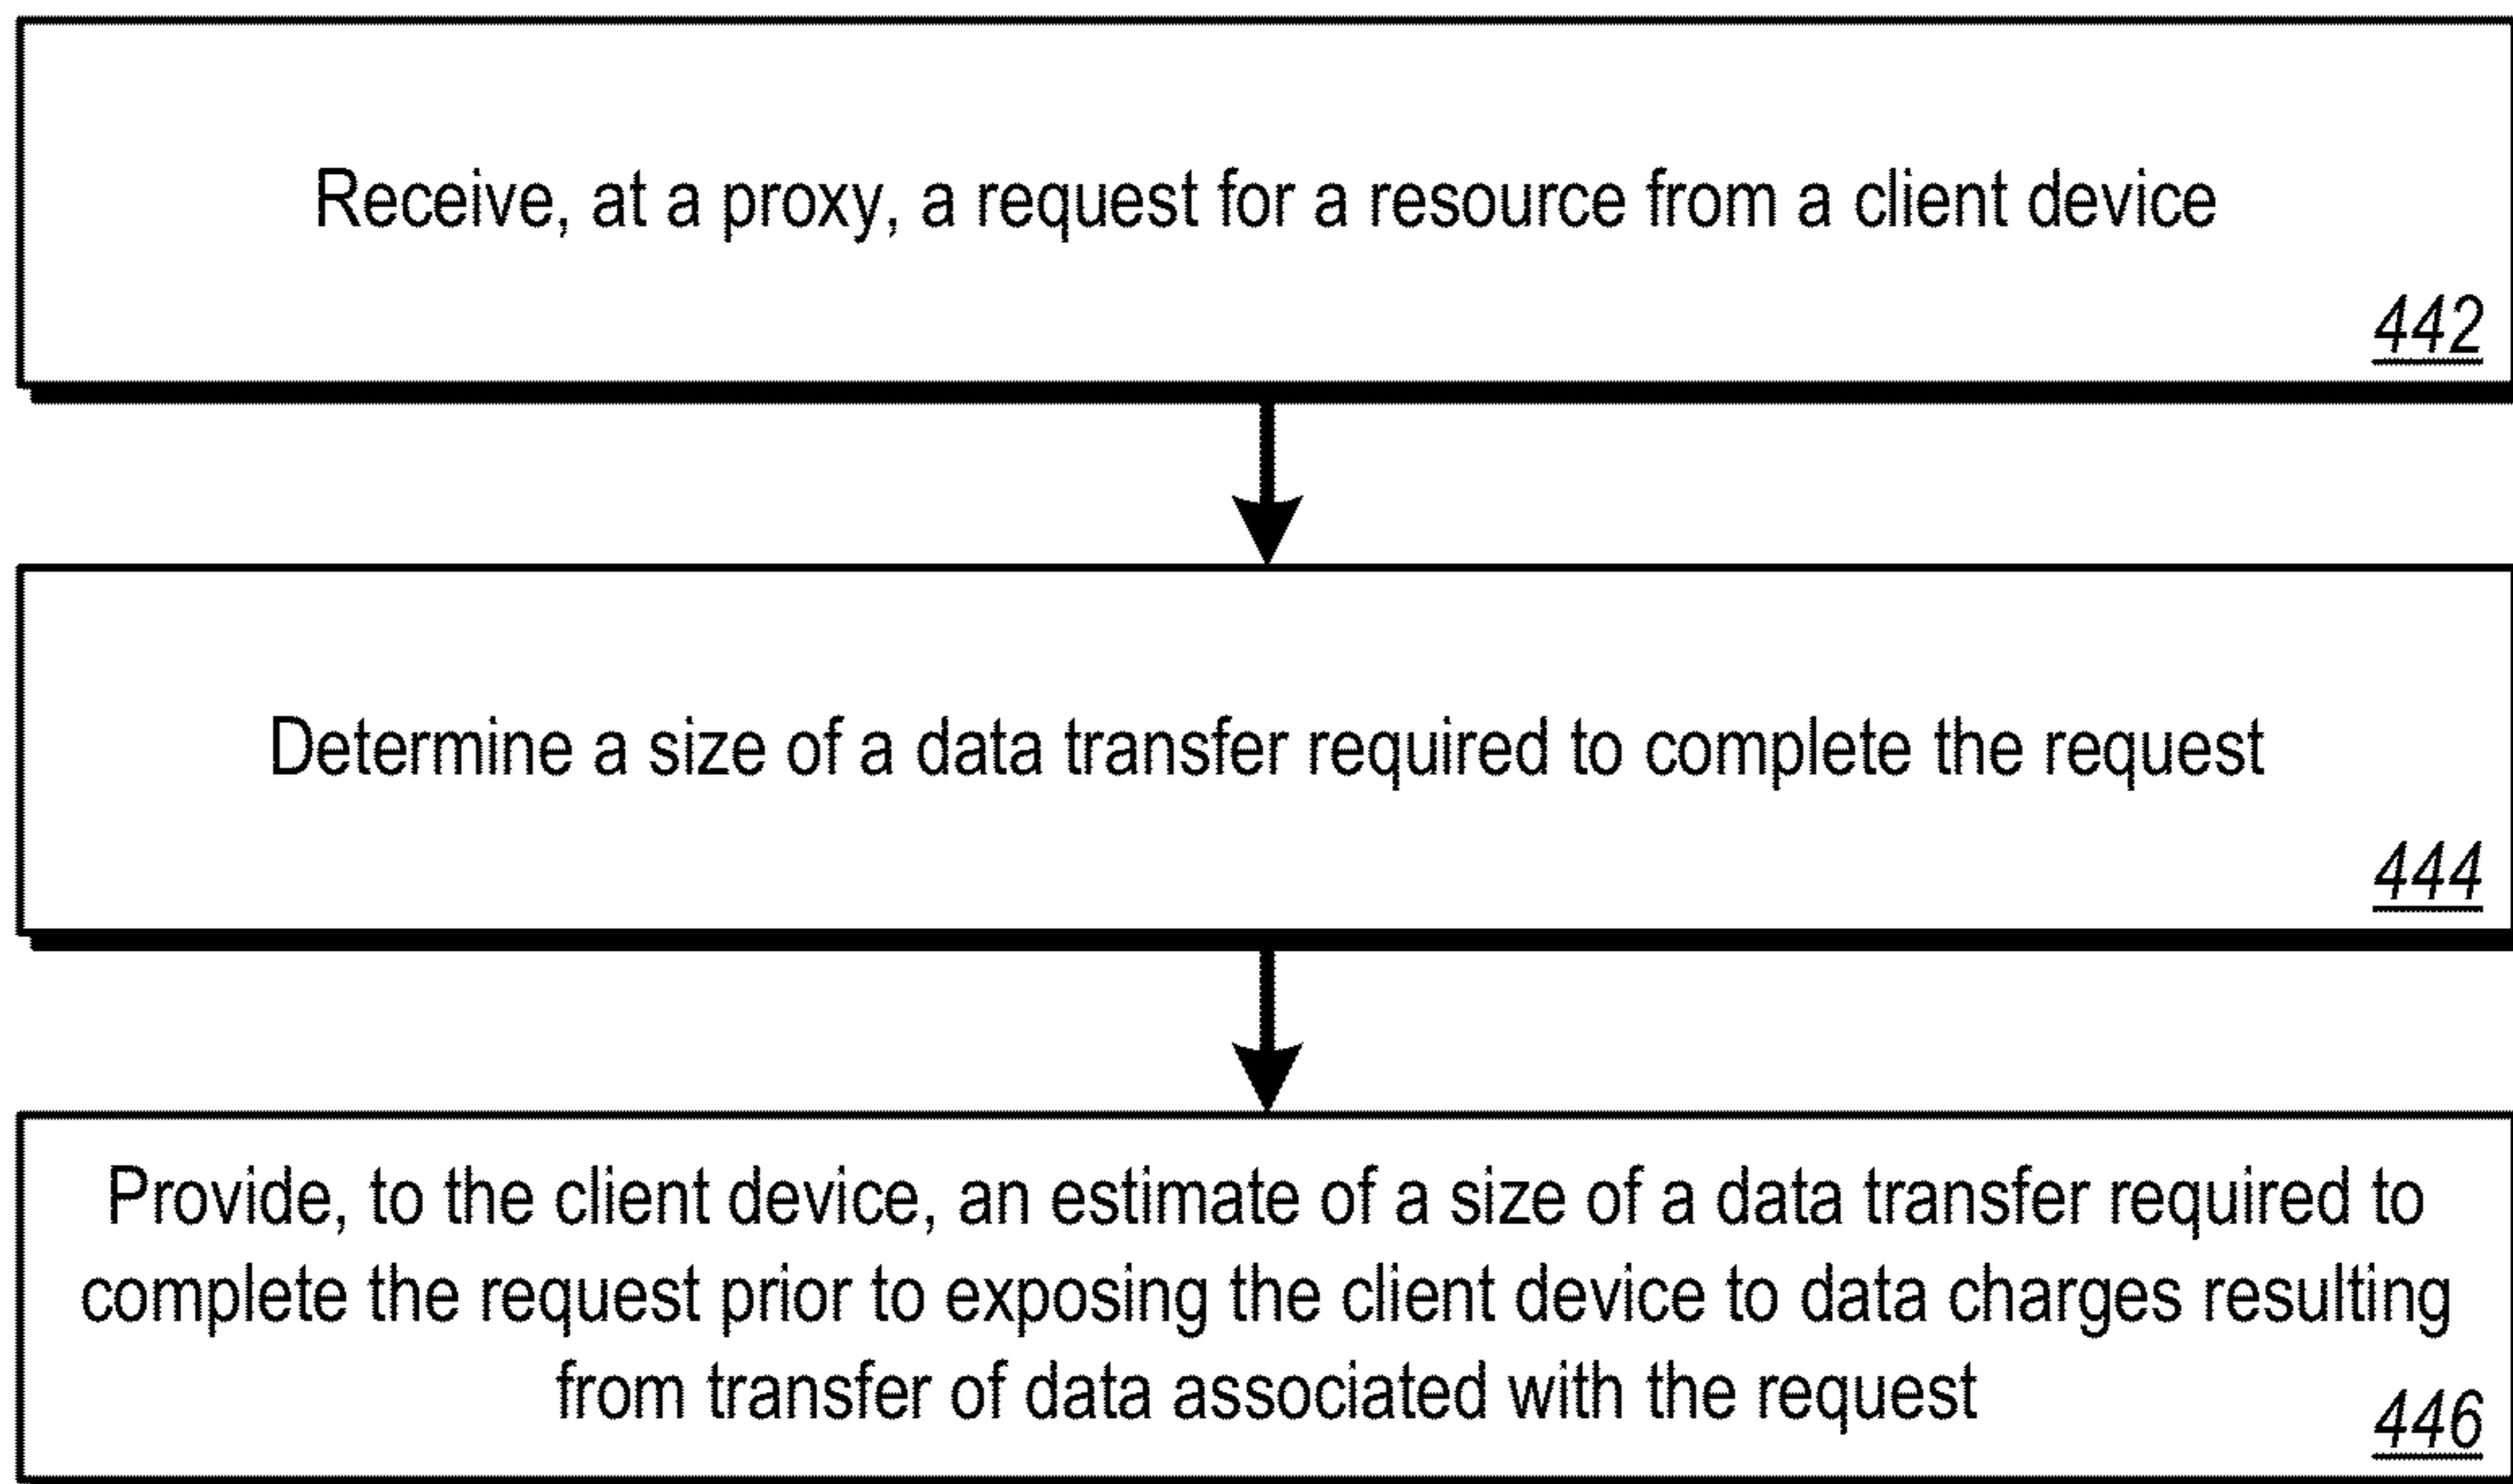 Receive, at a proxy, a request for a resource from a client device
442
Determine a size of a data transfer required to complete the request
444
Provide, to the client device, an estimate of a size of a data transfer required to
complete the request prior to exposing the client device to data charges resulting
from transfer of data associated with the request
446